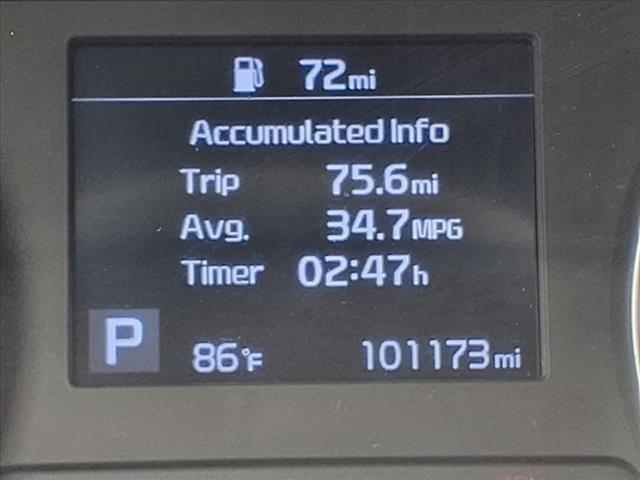 72mi
Accumulated Info
Trip 75.6mi
Avg. 34.7MPG
Timer 02:47h
P 86°F 101173mi